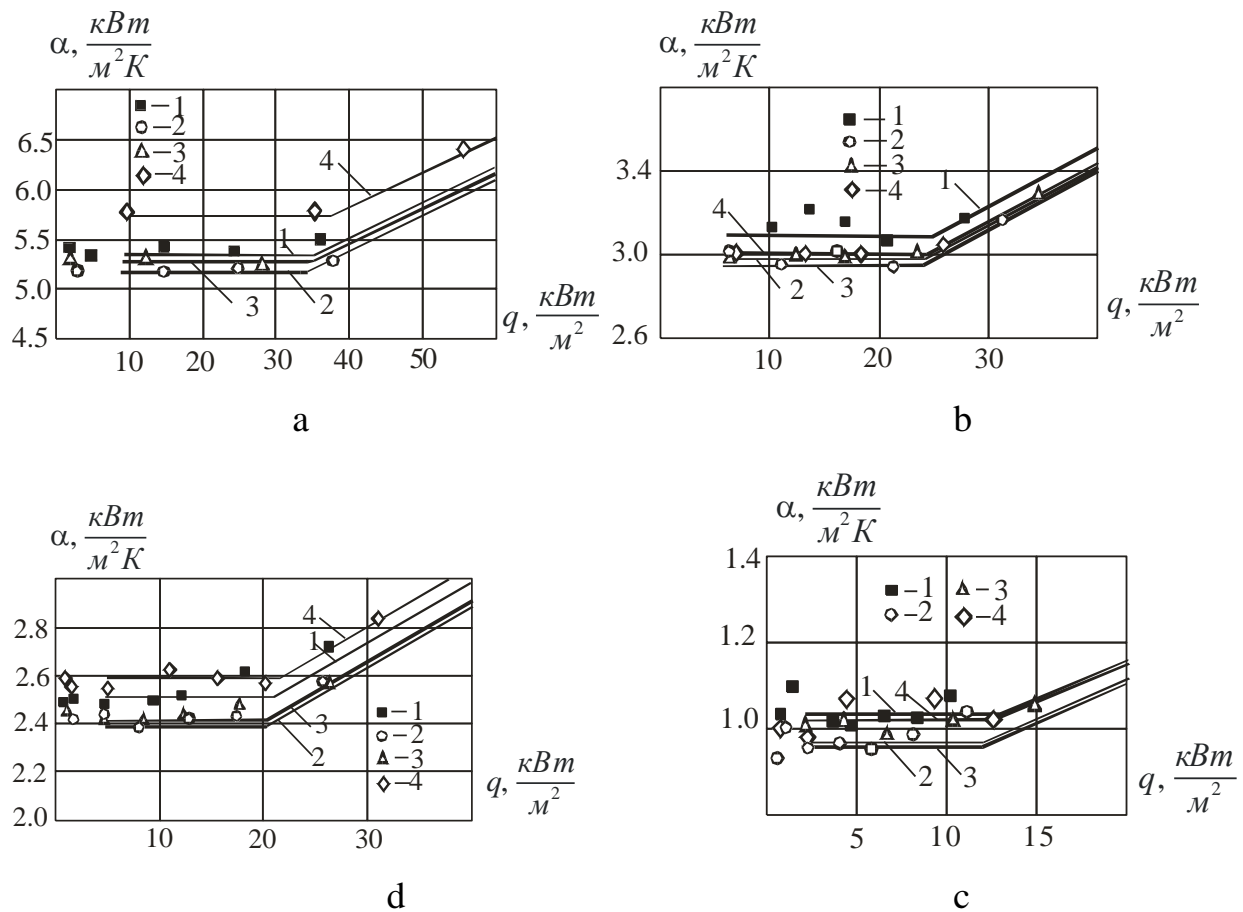 α, кВт/м²К
■ –1
○ –2
△ –3
◇ –4
6.5
6.0
5.5
5.0
4.5
4
1
3
2
10 20 30 40 50
q, кВт/м²
a
α, кВт/м²К
■ – 1
○ – 2
△ – 3
◇ – 4
3.4
3.0
2.6
1
4
2
3
10 20 30
q, кВт/м²
b
α, кВт/м²К
2.8
2.6
2.4
2.2
2.0
4
1
3
2
■ –1
○ –2
△ –3
◇ –4
10 20 30
q, кВт/м²
d
α, кВт/м²К
1.4
1.2
1.0
■ –1 △ –3
○ –2 ◇ –4
1
4
2
3
5 10 15
q, кВт/м²
c